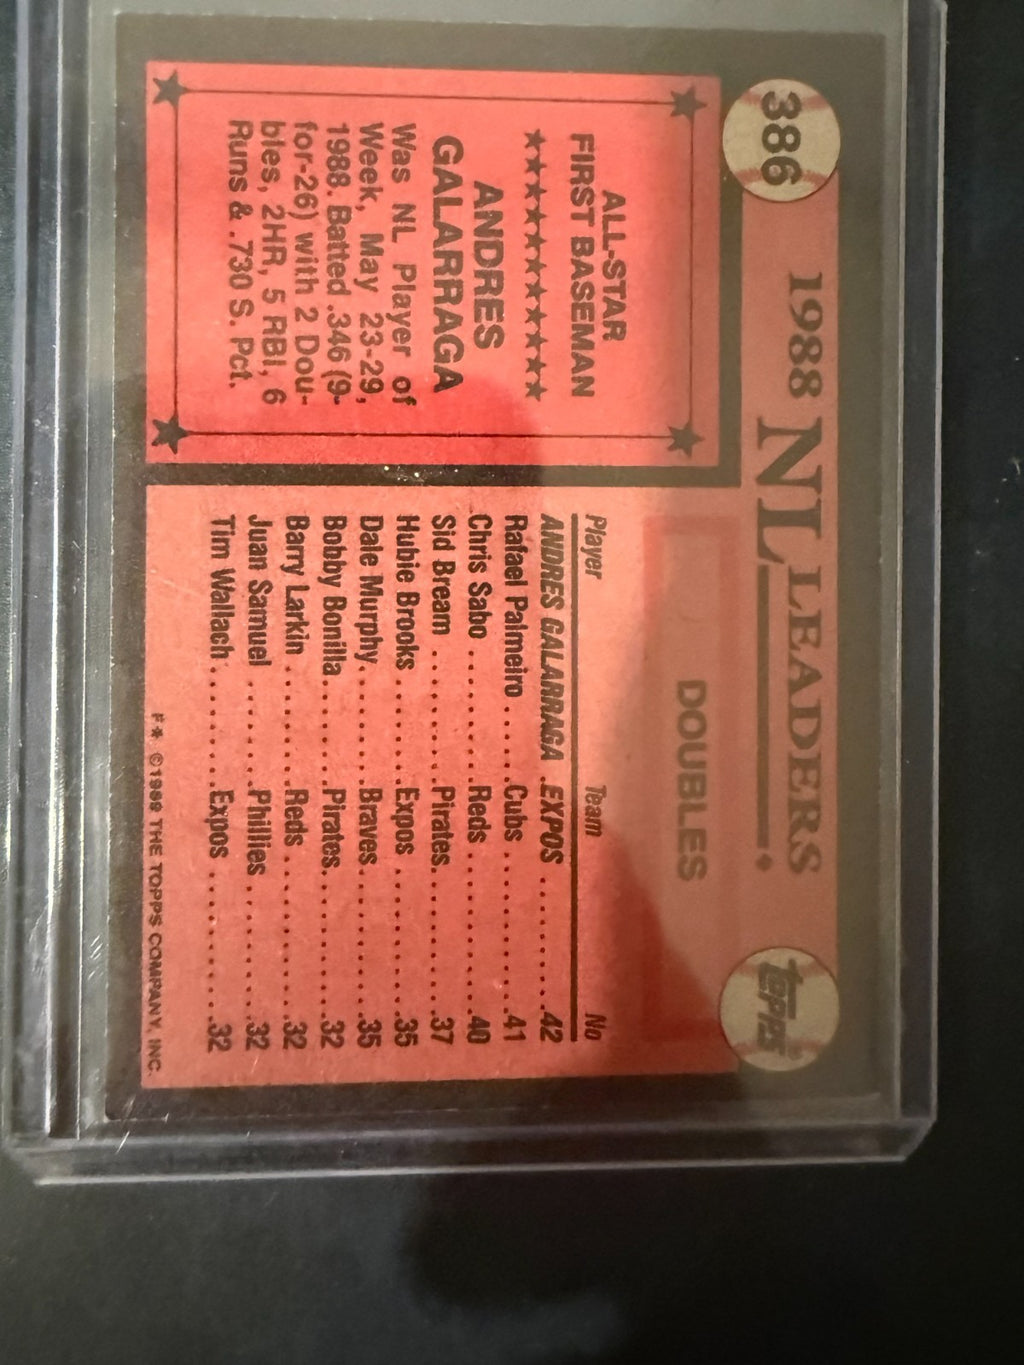 386
1988 NL LEADERS
TOPPS
ALL-STAR
FIRST BASEMAN
ANDRES
GALARRAGA
Was NL Player of
Week, May 23-29,
1988. Batted .346 (9-
for-26) with 2 Dou-
bles, 2HR, 5 RBI, 6
Runs & .730 S. Pct.
DOUBLES
Player Team No
ANDRES GALARRAGA .EXPOS ........42
Rafael Palmeiro ......Cubs ..........41
Chris Sabo .........Reds ..........40
Sid Bream ..........Pirates.........37
Hubie Brooks ........Expos .........35
Dale Murphy.........Braves.........35
Bobby Bonilla ........Pirates.........32
Barry Larkin .........Reds ..........32
Juan Samuel ........Phillies.........32
Tim Wallach .........Expos .........32
F* ©1989 THE TOPPS COMPANY, INC.